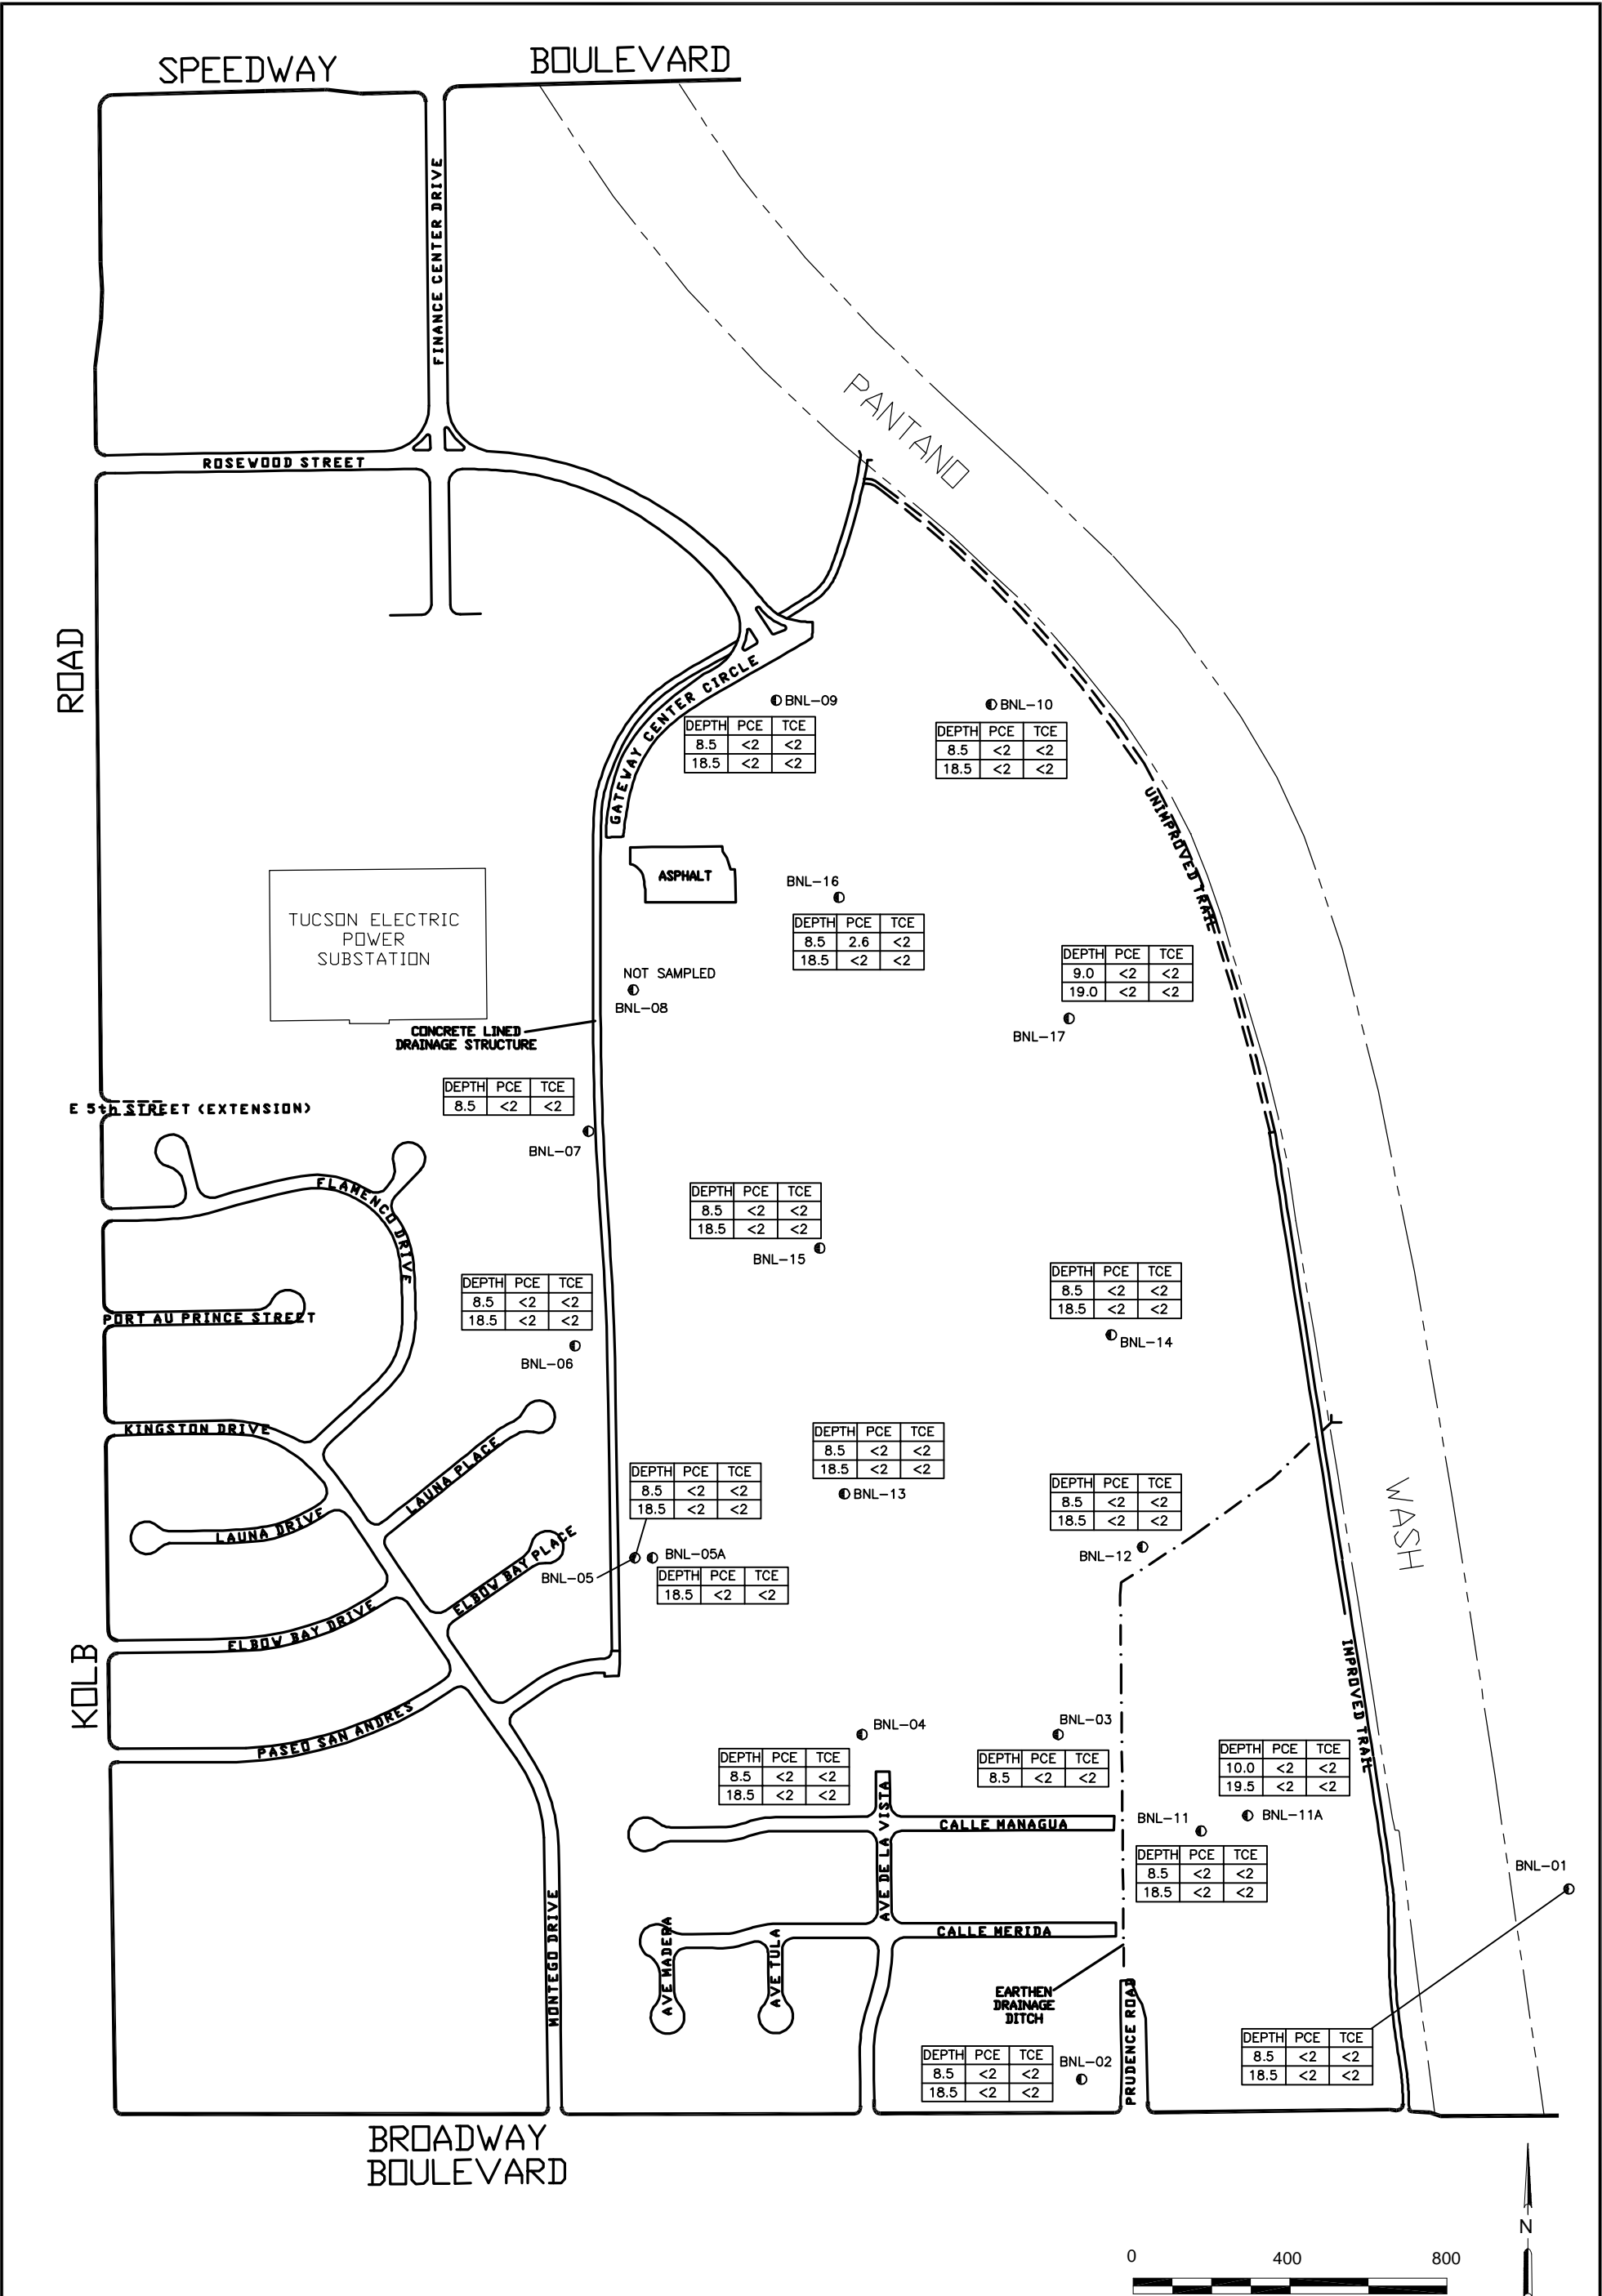 SPEEDWAY
BOULEVARD
FINANCE CENTER DRIVE
PANTANO
ROSEWOOD STREET
ROAD
GATEWAY CENTER CIRCLE
BNL-09
DEPTH PCE TCE
8.5 <2 <2
18.5 <2 <2
BNL-10
DEPTH PCE TCE
8.5 <2 <2
18.5 <2 <2
UNIMPROVED TRAIL
ASPHALT
BNL-16
DEPTH PCE TCE
8.5 2.6 <2
18.5 <2 <2
TUCSON ELECTRIC
POWER
SUBSTATION
NOT SAMPLED
BNL-08
DEPTH PCE TCE
9.0 <2 <2
19.0 <2 <2
BNL-17
CONCRETE LINED
DRAINAGE STRUCTURE
DEPTH PCE TCE
8.5 <2 <2
BNL-07
E 5th STREET (EXTENSION)
FLAMENCO DRIVE
DEPTH PCE TCE
8.5 <2 <2
18.5 <2 <2
BNL-15
DEPTH PCE TCE
8.5 <2 <2
18.5 <2 <2
BNL-06
DEPTH PCE TCE
8.5 <2 <2
18.5 <2 <2
BNL-14
PORT AU PRINCE STREET
KINGSTON DRIVE
LAUNA PLACE
DEPTH PCE TCE
8.5 <2 <2
18.5 <2 <2
BNL-13
DEPTH PCE TCE
8.5 <2 <2
18.5 <2 <2
BNL-05
BNL-05A
DEPTH PCE TCE
18.5 <2 <2
DEPTH PCE TCE
8.5 <2 <2
18.5 <2 <2
BNL-12
WASH
LAUNA DRIVE
ELBOW BAY PLACE
ELBOW BAY DRIVE
KOLB
PASEO SAN ANDRES
IMPROVED TRAIL
BNL-04
DEPTH PCE TCE
8.5 <2 <2
18.5 <2 <2
BNL-03
DEPTH PCE TCE
8.5 <2 <2
DEPTH PCE TCE
10.0 <2 <2
19.5 <2 <2
BNL-11A
BNL-11
DEPTH PCE TCE
8.5 <2 <2
18.5 <2 <2
AVE DE LA VISTA
CALLE MANAGUA
BNL-01
MONTEGO DRIVE
AVE MADERA
AVE TULA
CALLE MERIDA
EARTHEN
DRAINAGE
DITCH
PRUDENCE ROAD
DEPTH PCE TCE
8.5 <2 <2
18.5 <2 <2
BNL-02
DEPTH PCE TCE
8.5 <2 <2
18.5 <2 <2
BROADWAY
BOULEVARD
N
0 400 800